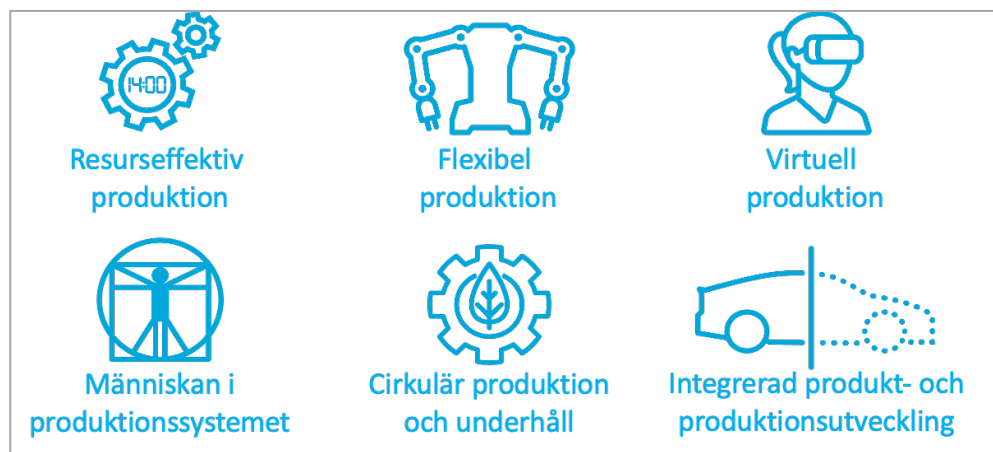 14:00
Resurseffektiv
produktion
Flexibel
produktion
Virtuell
produktion
Människan i
produktionssystemet
Cirkulär produktion
och underhåll
Integrerad produkt- och
produktionsutveckling